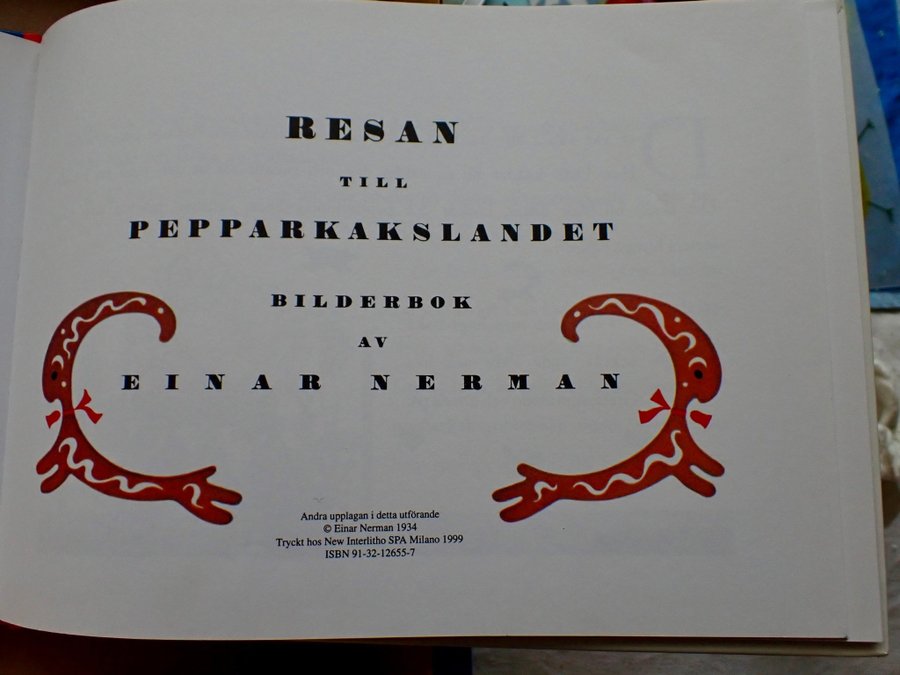 RESAN
TILL
PEPPARKAKSLANDET
BILDERBOK
AV
EINAR NERMAN
Andra upplagan i detta utförande
© Einar Nerman 1934
Tryckt hos New Interlitho SPA Milano 1999
ISBN 91-32-12655-7